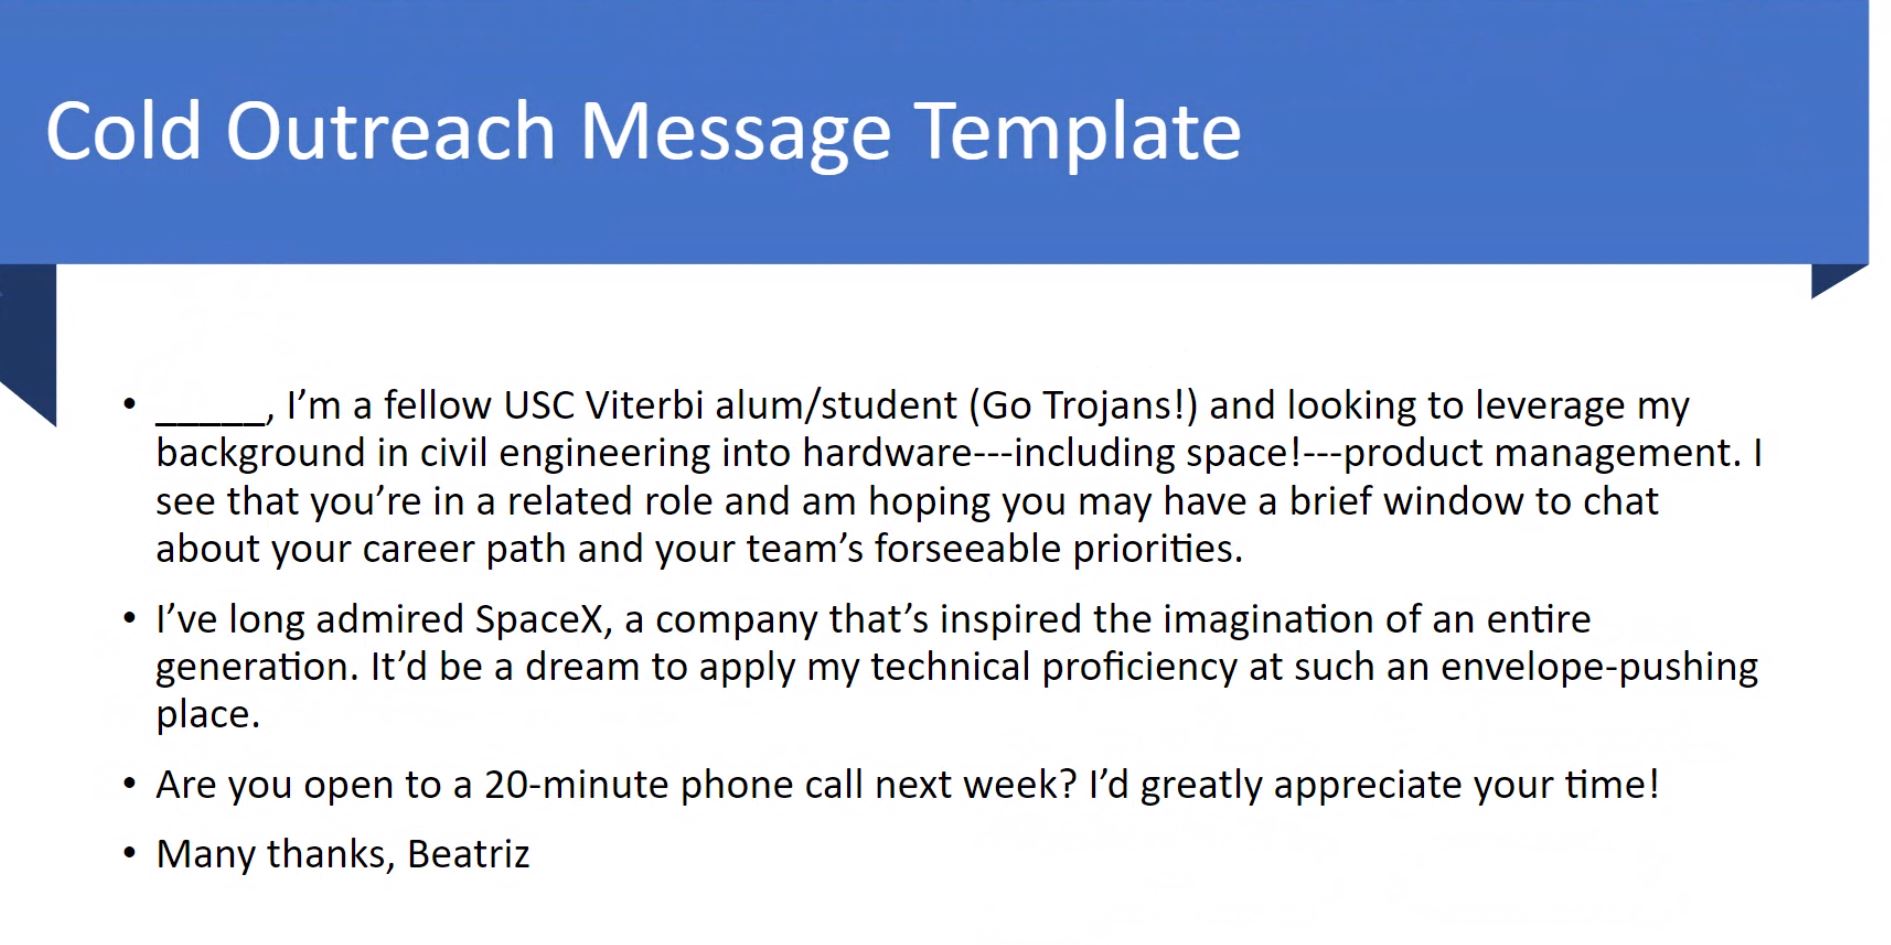 Cold Outreach Message Template
• _____, I’m a fellow USC Viterbi alum/student (Go Trojans!) and looking to leverage my
background in civil engineering into hardware---including space!---product management. I
see that you’re in a related role and am hoping you may have a brief window to chat
about your career path and your team’s forseeable priorities.
• I’ve long admired SpaceX, a company that’s inspired the imagination of an entire
generation. It’d be a dream to apply my technical proficiency at such an envelope-pushing
place.
• Are you open to a 20-minute phone call next week? I’d greatly appreciate your time!
• Many thanks, Beatriz